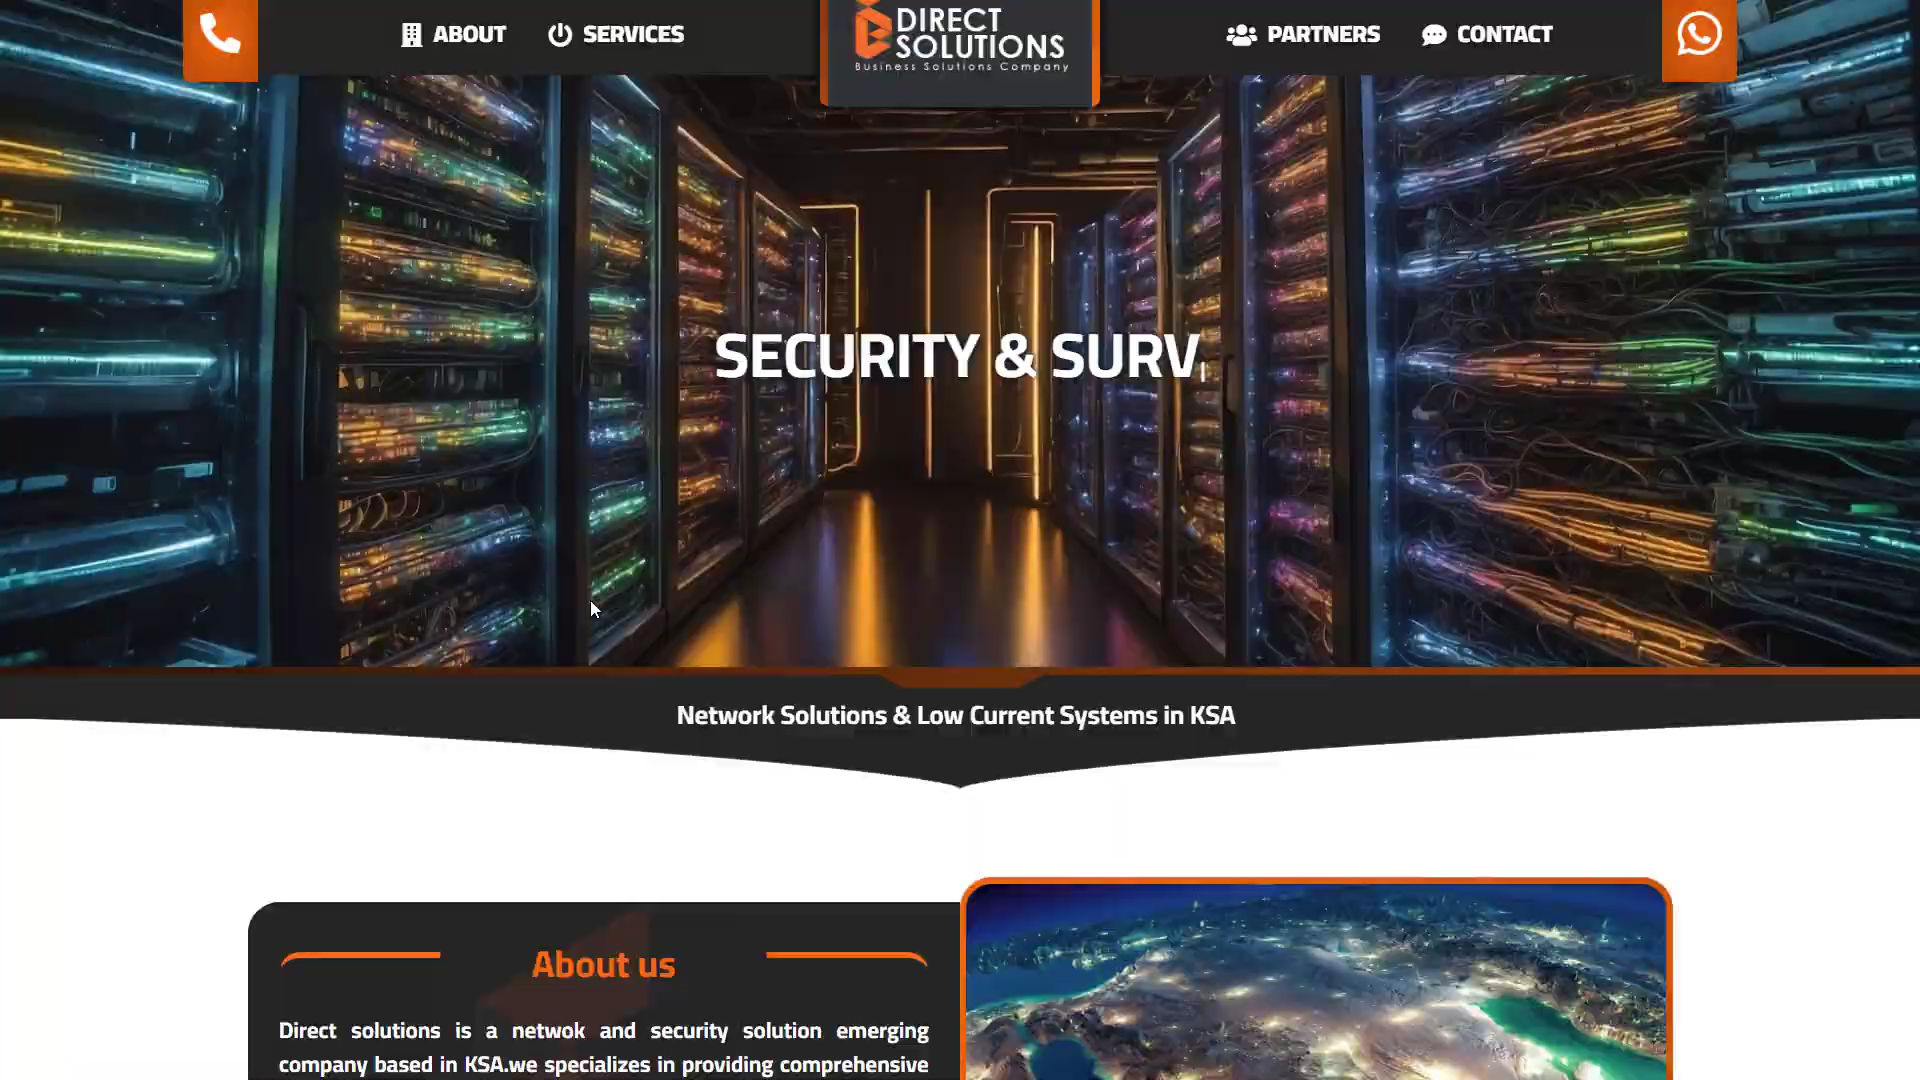 ABOUT
SERVICES
DIRECT
SOLUTIONS
Business Solutions Company
PARTNERS
CONTACT
SECURITY & SURV
Network Solutions & Low Current Systems in KSA
About us
Direct solutions is a netwok and security solution emerging
company based in KSA.we specializes in providing comprehensive